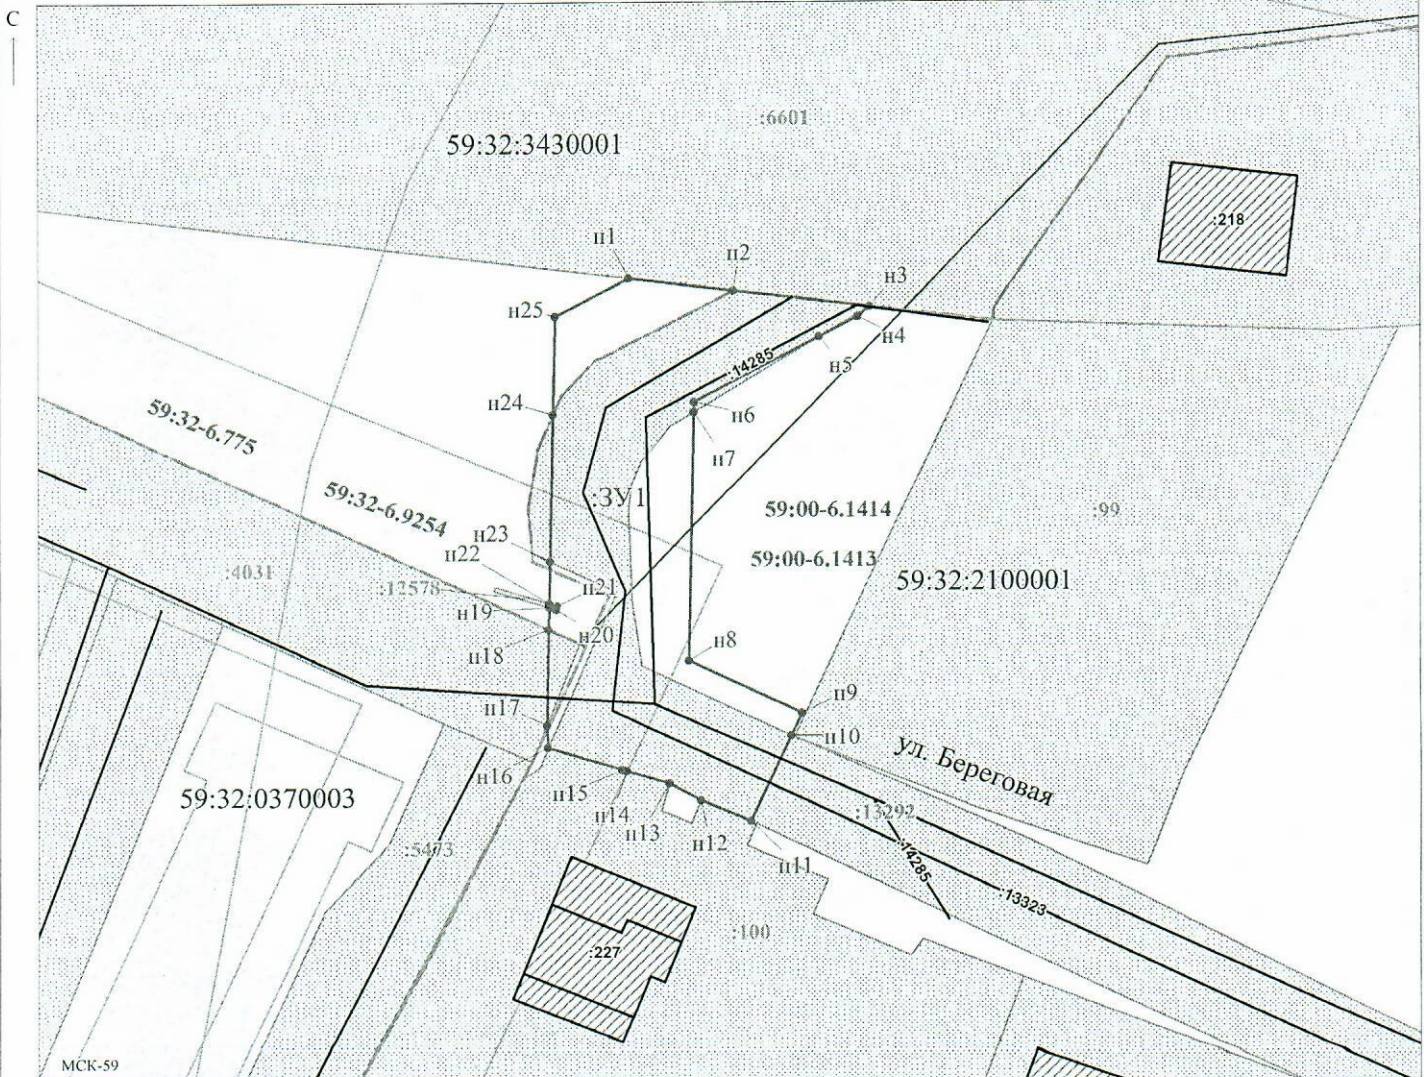 С
:6601
59:32:3430001
:218
н1
н2
н3
н25
н4
н5
:14285
н24
н6
59:32-6.775
н7
59:32-6.9254
:ЗУ1
59:00-6.1414
:99
н23
н22
59:00-6.1413
59:32:2100001
:4031
:12578
н21
н19
н20
н18
н8
н17
н9
н10
ул. Береговая
н16
н15
59:32:0370003
н14
:13292
н13
н12
:5473
н11
:14285
:13323
:100
:227
МСК-59